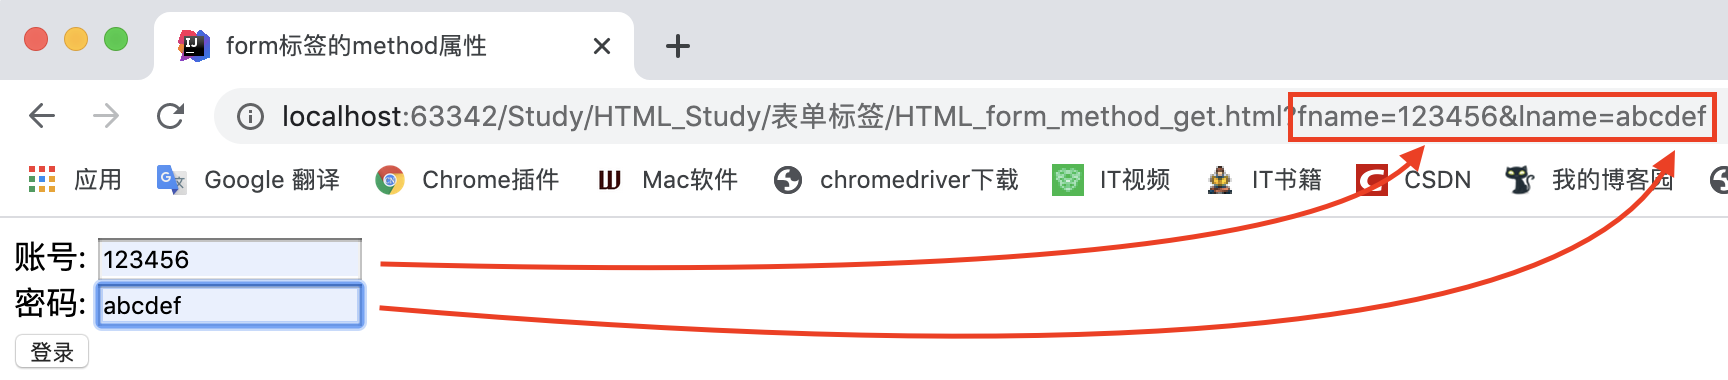 form标签的method属性
localhost:63342/Study/HTML_Study/表单标签/HTML_form_method_get.html?fname=123456&lname=abcdef
应用 Google 翻译 Chrome插件 Mac软件 chromedriver下载 IT视频 IT书籍 CSDN 我的博客园
账号: 123456
密码: abcdef
登录